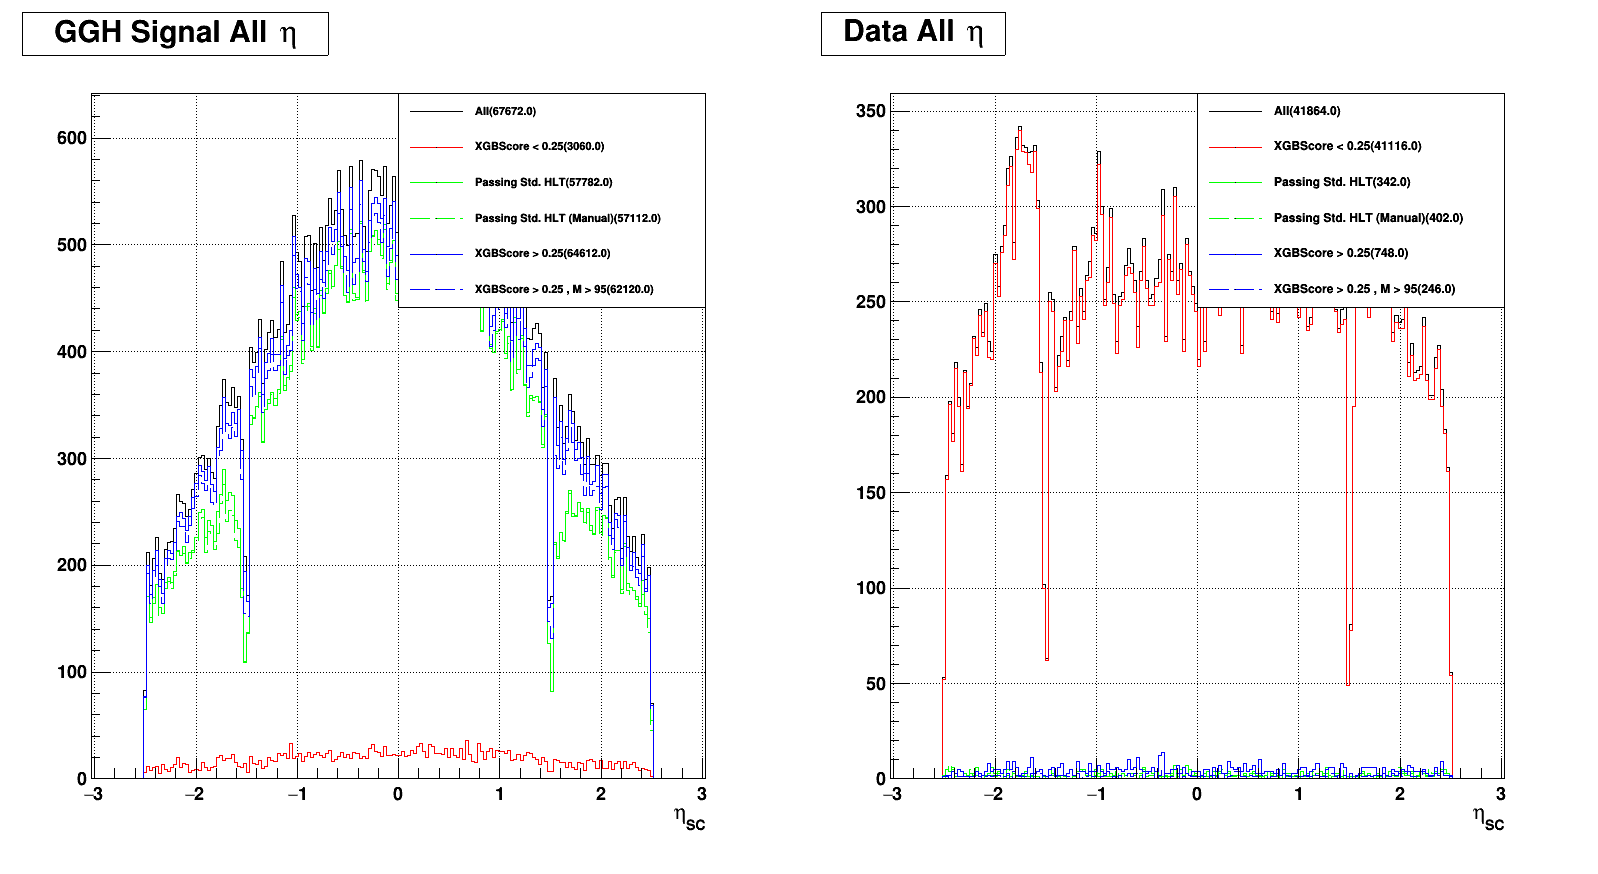 GGH Signal All η
All(67672.0)
XGBScore < 0.25(3060.0)
Passing Std. HLT(57782.0)
Passing Std. HLT (Manual)(57112.0)
XGBScore > 0.25(64612.0)
XGBScore > 0.25 , M > 95(62120.0)
600
500
400
300
200
100
0
−3
−2
−1
0
1
2
3
ηSC
Data All η
All(41864.0)
XGBScore < 0.25(41116.0)
Passing Std. HLT(342.0)
Passing Std. HLT (Manual)(402.0)
XGBScore > 0.25(748.0)
XGBScore > 0.25 , M > 95(246.0)
350
300
250
200
150
100
50
0
−3
−2
−1
0
1
2
3
ηSC